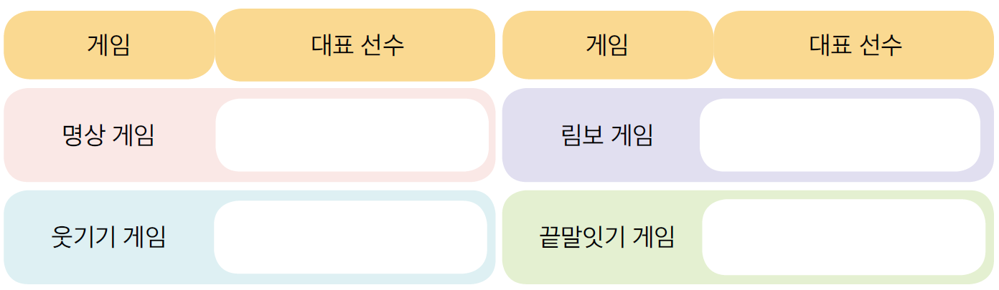 게임 대표 선수 게임 대표 선수
명상 게임 림보 게임
웃기기 게임 끝말잇기 게임